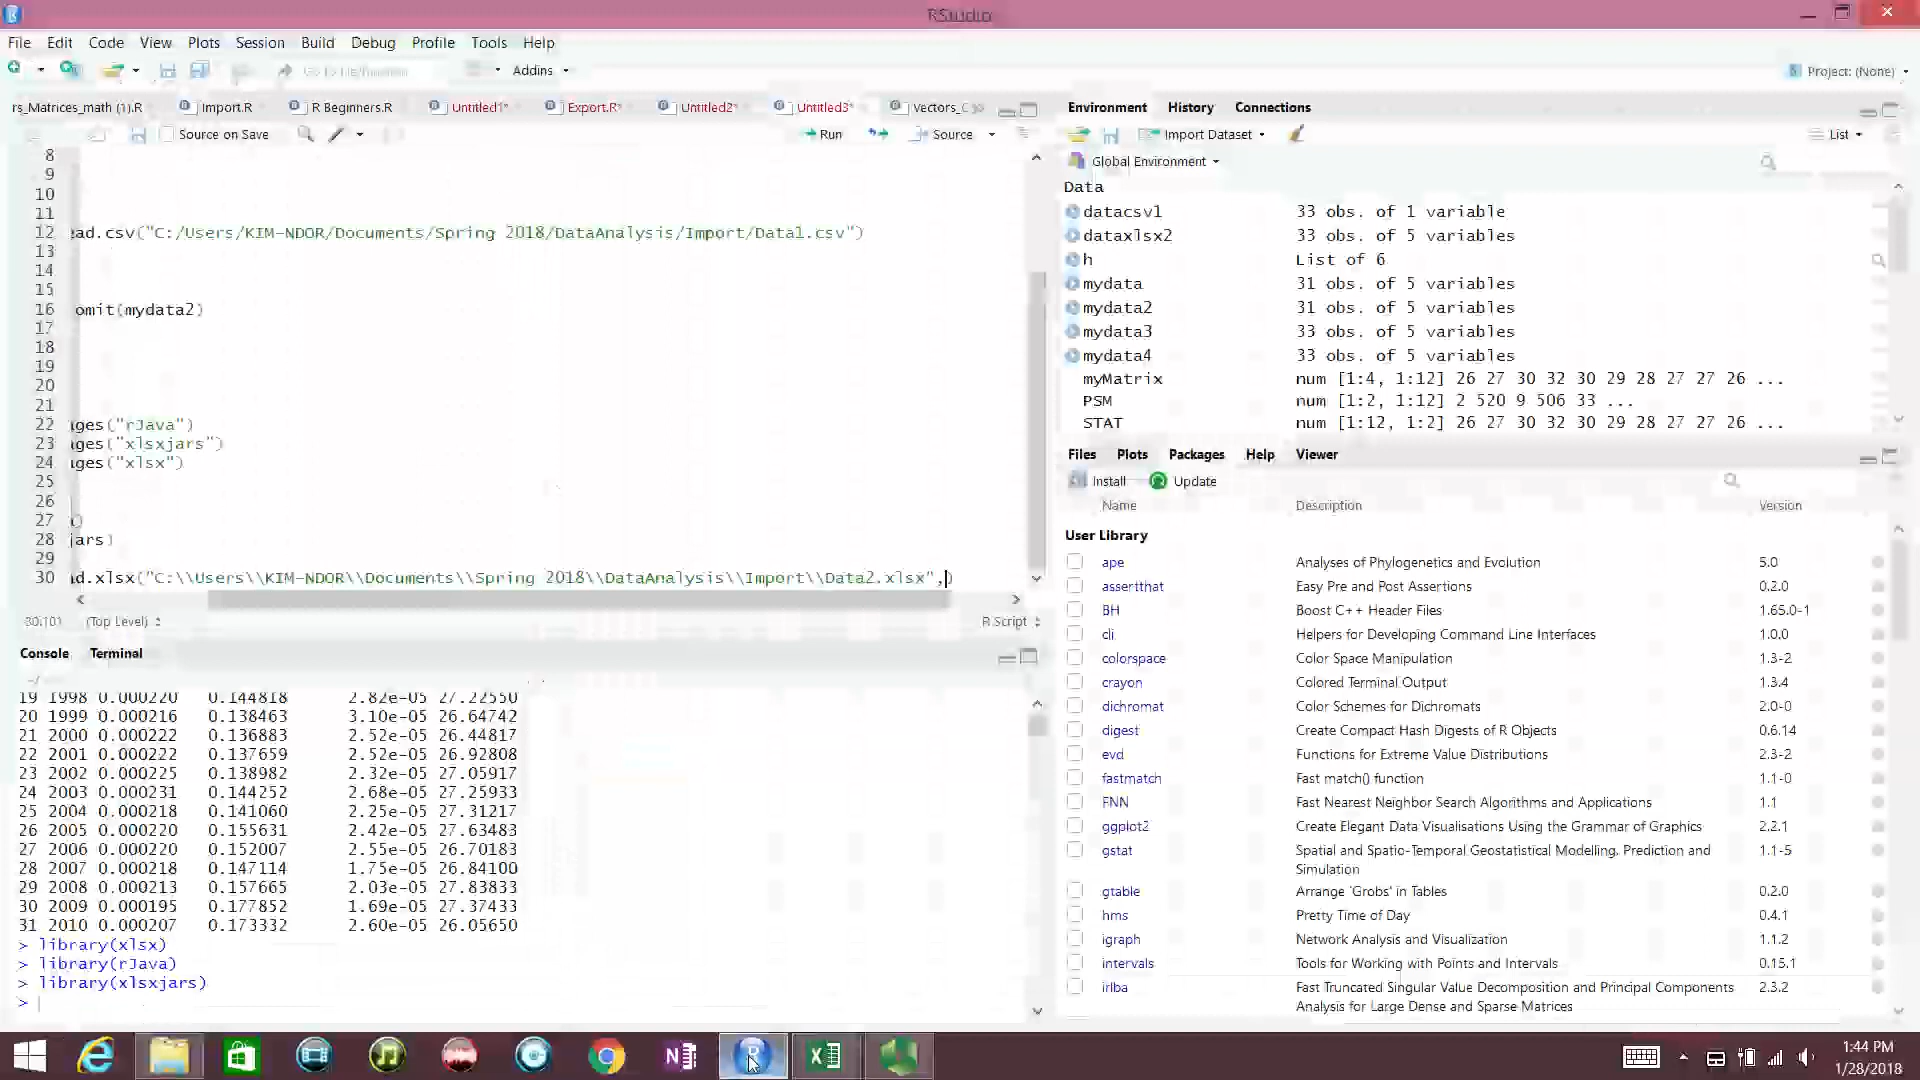 RStudio
File Edit Code View Plots Session Build Debug Profile Tools Help
Go to file/function Addins Project: (None)
rs_Matrices_math (1).R Import.R R Beginners.R Untitled1* Export.R* Untitled2* Untitled3* Vectors_
Source on Save Run Source
8
9
10
11
12 ead.csv("C:/Users/KIM-NDOR/Documents/Spring 2018/DataAnalysis/Import/Data1.csv")
13
14
15
16 omit(mydata2)
17
18
19
20
21
22 ages("rJava")
23 ages("xlsxjars")
24 ages("xlsx")
25
26
27 )
28 jars)
29
30 ad.xlsx("C:\\Users\\KIM-NDOR\\Documents\\Spring 2018\\DataAnalysis\\Import\\Data2.xlsx",)
30:101 (Top Level) R Script
Console Terminal
~/
19 1998 0.000220 0.144818 2.82e-05 27.22550
20 1999 0.000216 0.138463 3.10e-05 26.64742
21 2000 0.000222 0.136883 2.52e-05 26.44817
22 2001 0.000222 0.137659 2.52e-05 26.92808
23 2002 0.000225 0.138982 2.32e-05 27.05917
24 2003 0.000231 0.144252 2.68e-05 27.25933
25 2004 0.000218 0.141060 2.25e-05 27.31217
26 2005 0.000220 0.155631 2.42e-05 27.63483
27 2006 0.000220 0.152007 2.55e-05 26.70183
28 2007 0.000218 0.147114 1.75e-05 26.84100
29 2008 0.000213 0.157665 2.03e-05 27.83833
30 2009 0.000195 0.177852 1.69e-05 27.37433
31 2010 0.000207 0.173332 2.60e-05 26.05650
> library(xlsx)
> library(rJava)
> library(xlsxjars)
>
Environment History Connections
Import Dataset List
Global Environment
Data
datacsv1 33 obs. of 1 variable
dataxlsx2 33 obs. of 5 variables
h List of 6
mydata 31 obs. of 5 variables
mydata2 31 obs. of 5 variables
mydata3 33 obs. of 5 variables
mydata4 33 obs. of 5 variables
myMatrix num [1:4, 1:12] 26 27 30 32 30 29 28 27 27 26 ...
PSM num [1:2, 1:12] 2 520 9 506 33 ...
STAT num [1:12, 1:2] 26 27 30 32 30 29 28 27 27 26 ...
Files Plots Packages Help Viewer
Install Update
Name Description Version
User Library
ape Analyses of Phylogenetics and Evolution 5.0
assertthat Easy Pre and Post Assertions 0.2.0
BH Boost C++ Header Files 1.65.0-1
cli Helpers for Developing Command Line Interfaces 1.0.0
colorspace Color Space Manipulation 1.3-2
crayon Colored Terminal Output 1.3.4
dichromat Color Schemes for Dichromats 2.0-0
digest Create Compact Hash Digests of R Objects 0.6.14
evd Functions for Extreme Value Distributions 2.3-2
fastmatch Fast match() function 1.1-0
FNN Fast Nearest Neighbor Search Algorithms and Applications 1.1
ggplot2 Create Elegant Data Visualisations Using the Grammar of Graphics 2.2.1
gstat Spatial and Spatio-Temporal Geostatistical Modelling, Prediction and 1.1-5
Simulation
gtable Arrange 'Grobs' in Tables 0.2.0
hms Pretty Time of Day 0.4.1
igraph Network Analysis and Visualization 1.1.2
intervals Tools for Working with Points and Intervals 0.15.1
irlba Fast Truncated Singular Value Decomposition and Principal Components 2.3.2
Analysis for Large Dense and Sparse Matrices
1:44 PM
1/28/2018